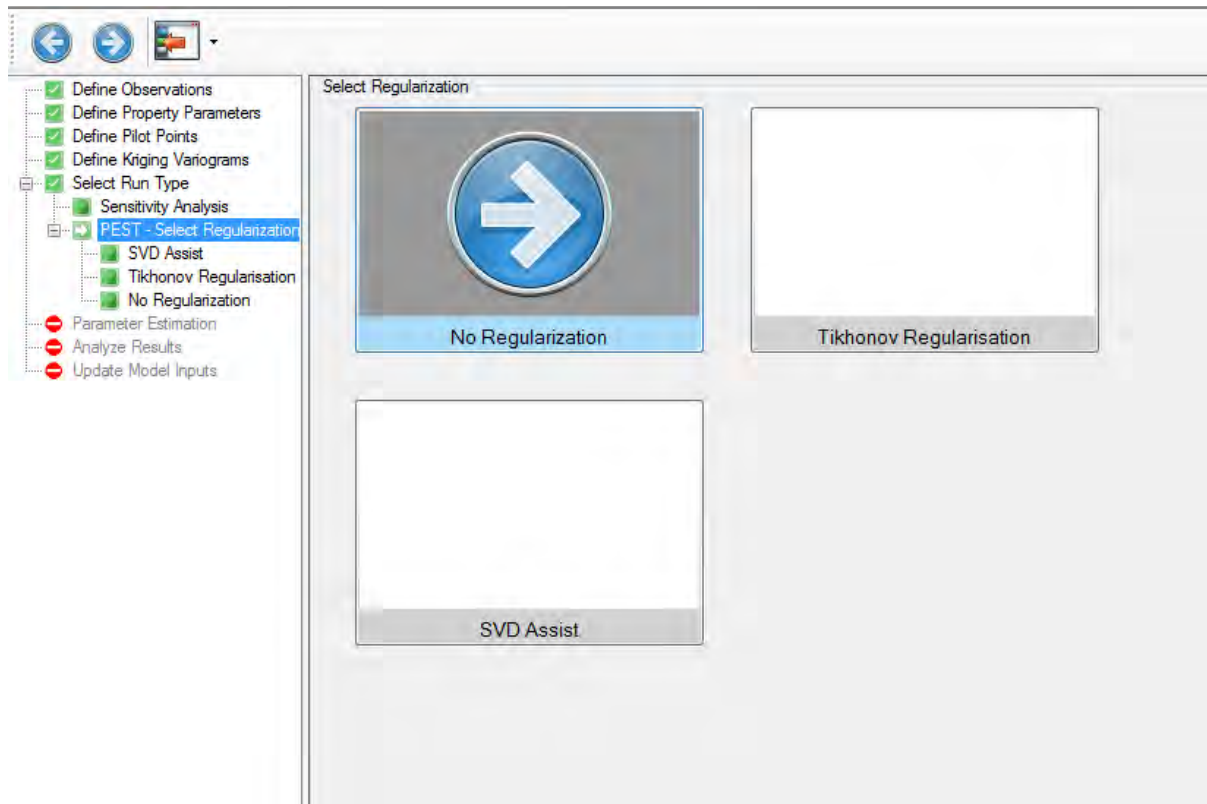 Define Observations
Define Property Parameters
Define Pilot Points
Define Kriging Variograms
Select Run Type
Sensitivity Analysis
PEST - Select Regularization
SVD Assist
Tikhonov Regularisation
No Regularization
Parameter Estimation
Analyze Results
Update Model Inputs
Select Regularization
No Regularization
Tikhonov Regularisation
SVD Assist